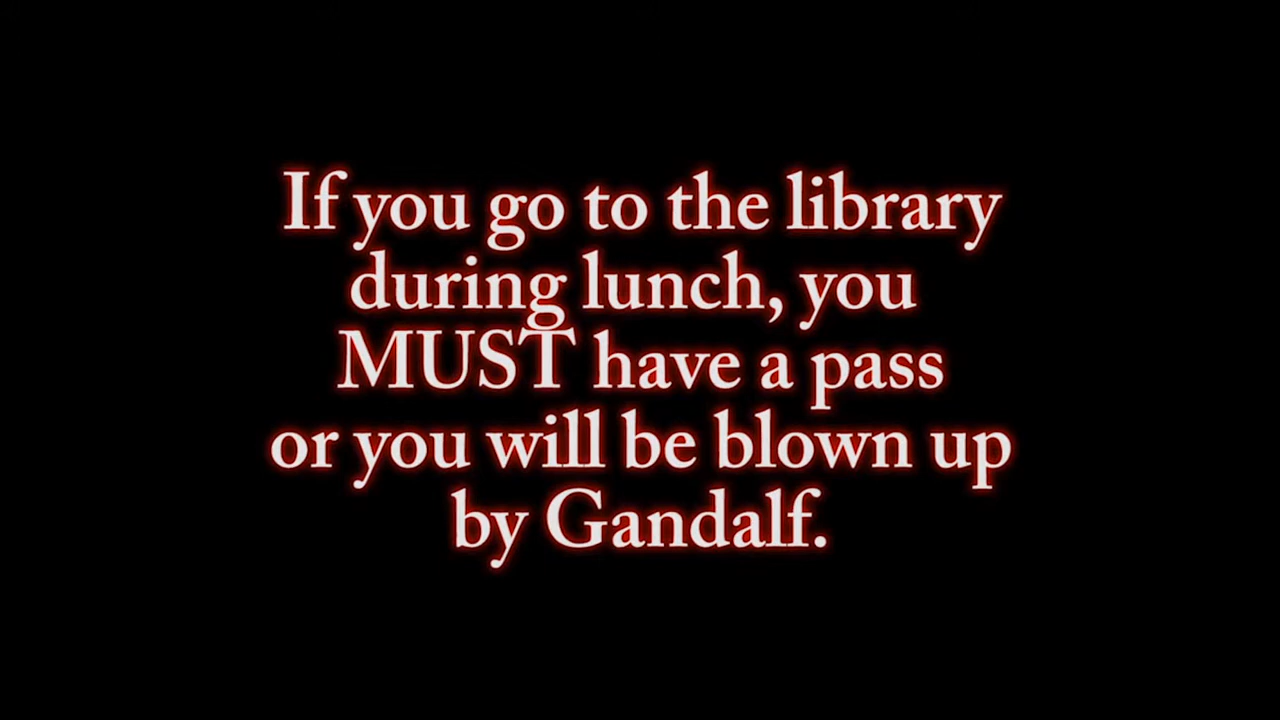 If you go to the library
during lunch, you
MUST have a pass
or you will be blown up
by Gandalf.